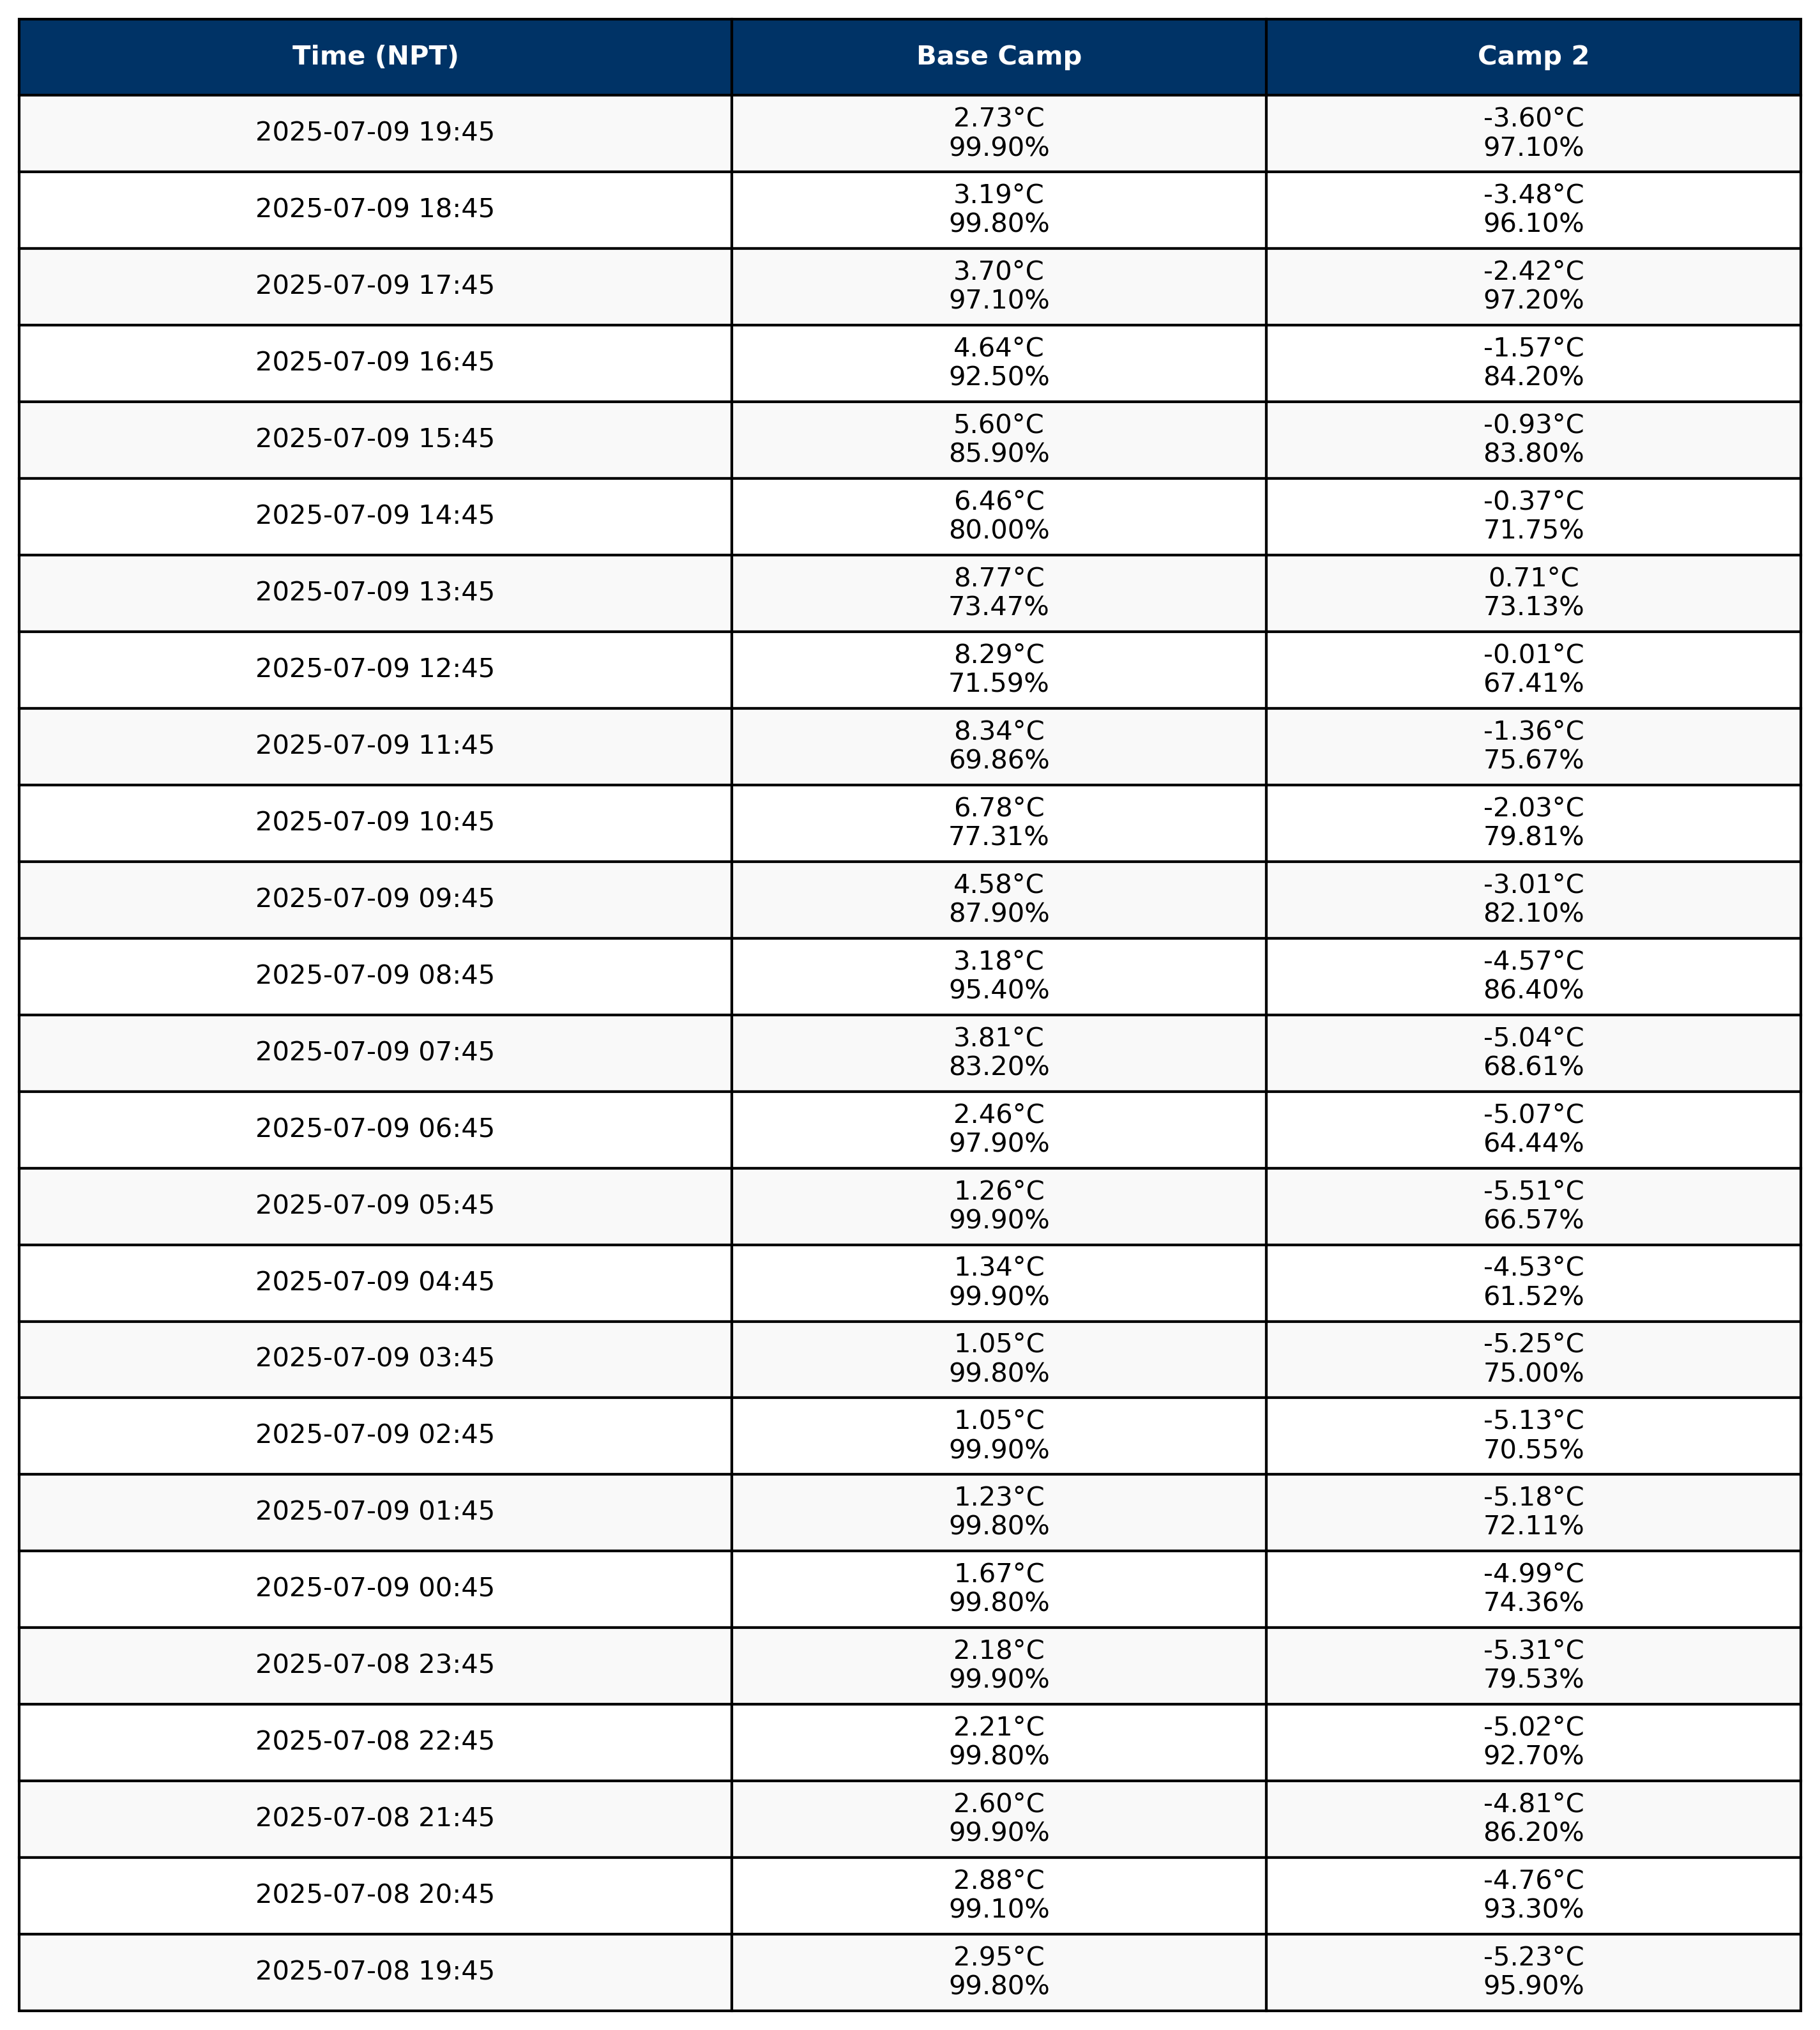 Time (NPT) Base Camp Camp 2
2025-07-09 19:45 2.73°C -3.60°C
99.90% 97.10%
2025-07-09 18:45 3.19°C -3.48°C
99.80% 96.10%
2025-07-09 17:45 3.70°C -2.42°C
97.10% 97.20%
2025-07-09 16:45 4.64°C -1.57°C
92.50% 84.20%
2025-07-09 15:45 5.60°C -0.93°C
85.90% 83.80%
2025-07-09 14:45 6.46°C -0.37°C
80.00% 71.75%
2025-07-09 13:45 8.77°C 0.71°C
73.47% 73.13%
2025-07-09 12:45 8.29°C -0.01°C
71.59% 67.41%
2025-07-09 11:45 8.34°C -1.36°C
69.86% 75.67%
2025-07-09 10:45 6.78°C -2.03°C
77.31% 79.81%
2025-07-09 09:45 4.58°C -3.01°C
87.90% 82.10%
2025-07-09 08:45 3.18°C -4.57°C
95.40% 86.40%
2025-07-09 07:45 3.81°C -5.04°C
83.20% 68.61%
2025-07-09 06:45 2.46°C -5.07°C
97.90% 64.44%
2025-07-09 05:45 1.26°C -5.51°C
99.90% 66.57%
2025-07-09 04:45 1.34°C -4.53°C
99.90% 61.52%
2025-07-09 03:45 1.05°C -5.25°C
99.80% 75.00%
2025-07-09 02:45 1.05°C -5.13°C
99.90% 70.55%
2025-07-09 01:45 1.23°C -5.18°C
99.80% 72.11%
2025-07-09 00:45 1.67°C -4.99°C
99.80% 74.36%
2025-07-08 23:45 2.18°C -5.31°C
99.90% 79.53%
2025-07-08 22:45 2.21°C -5.02°C
99.80% 92.70%
2025-07-08 21:45 2.60°C -4.81°C
99.90% 86.20%
2025-07-08 20:45 2.88°C -4.76°C
99.10% 93.30%
2025-07-08 19:45 2.95°C -5.23°C
99.80% 95.90%